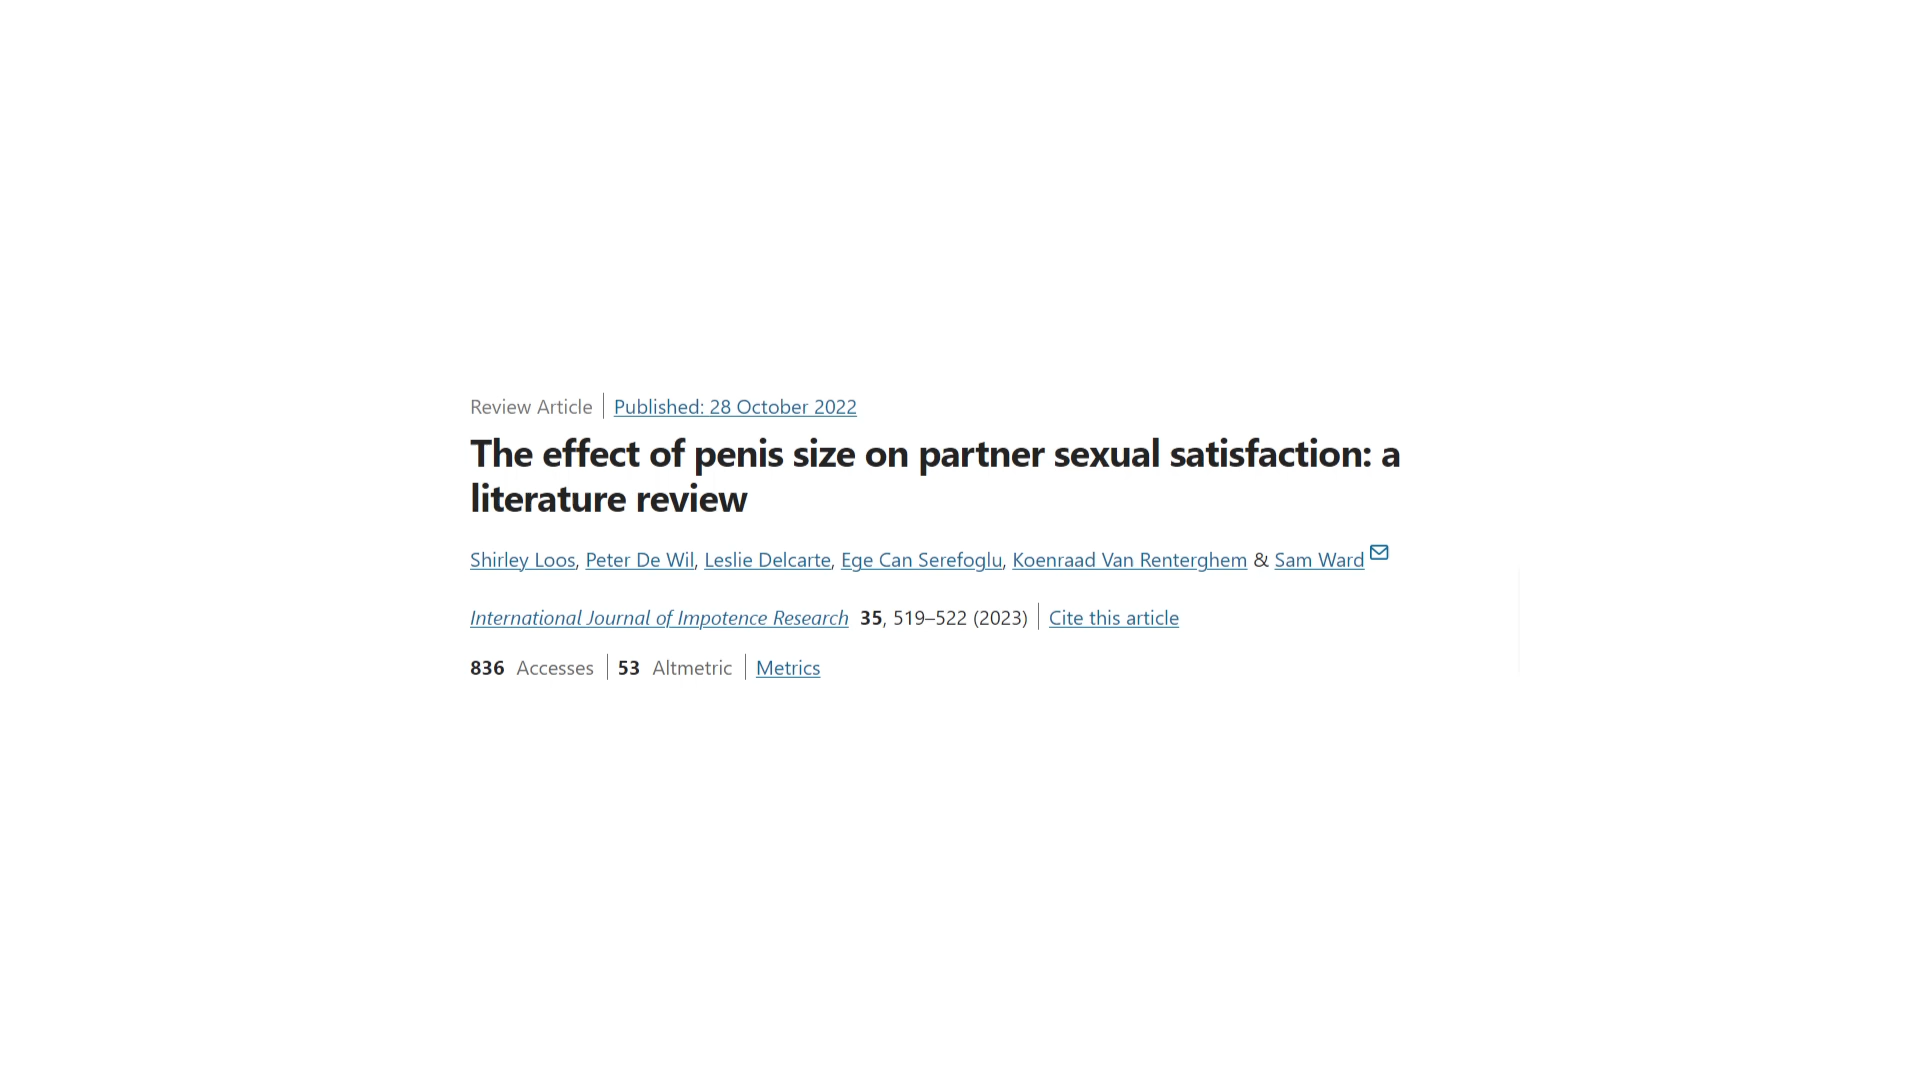 Review Article | Published: 28 October 2022
The effect of penis size on partner sexual satisfaction: a
literature review
Shirley Loos, Peter De Wil, Leslie Delcarte, Ege Can Serefoglu, Koenraad Van Renterghem & Sam Ward
International Journal of Impotence Research 35, 519–522 (2023) | Cite this article
836 Accesses | 53 Altmetric | Metrics